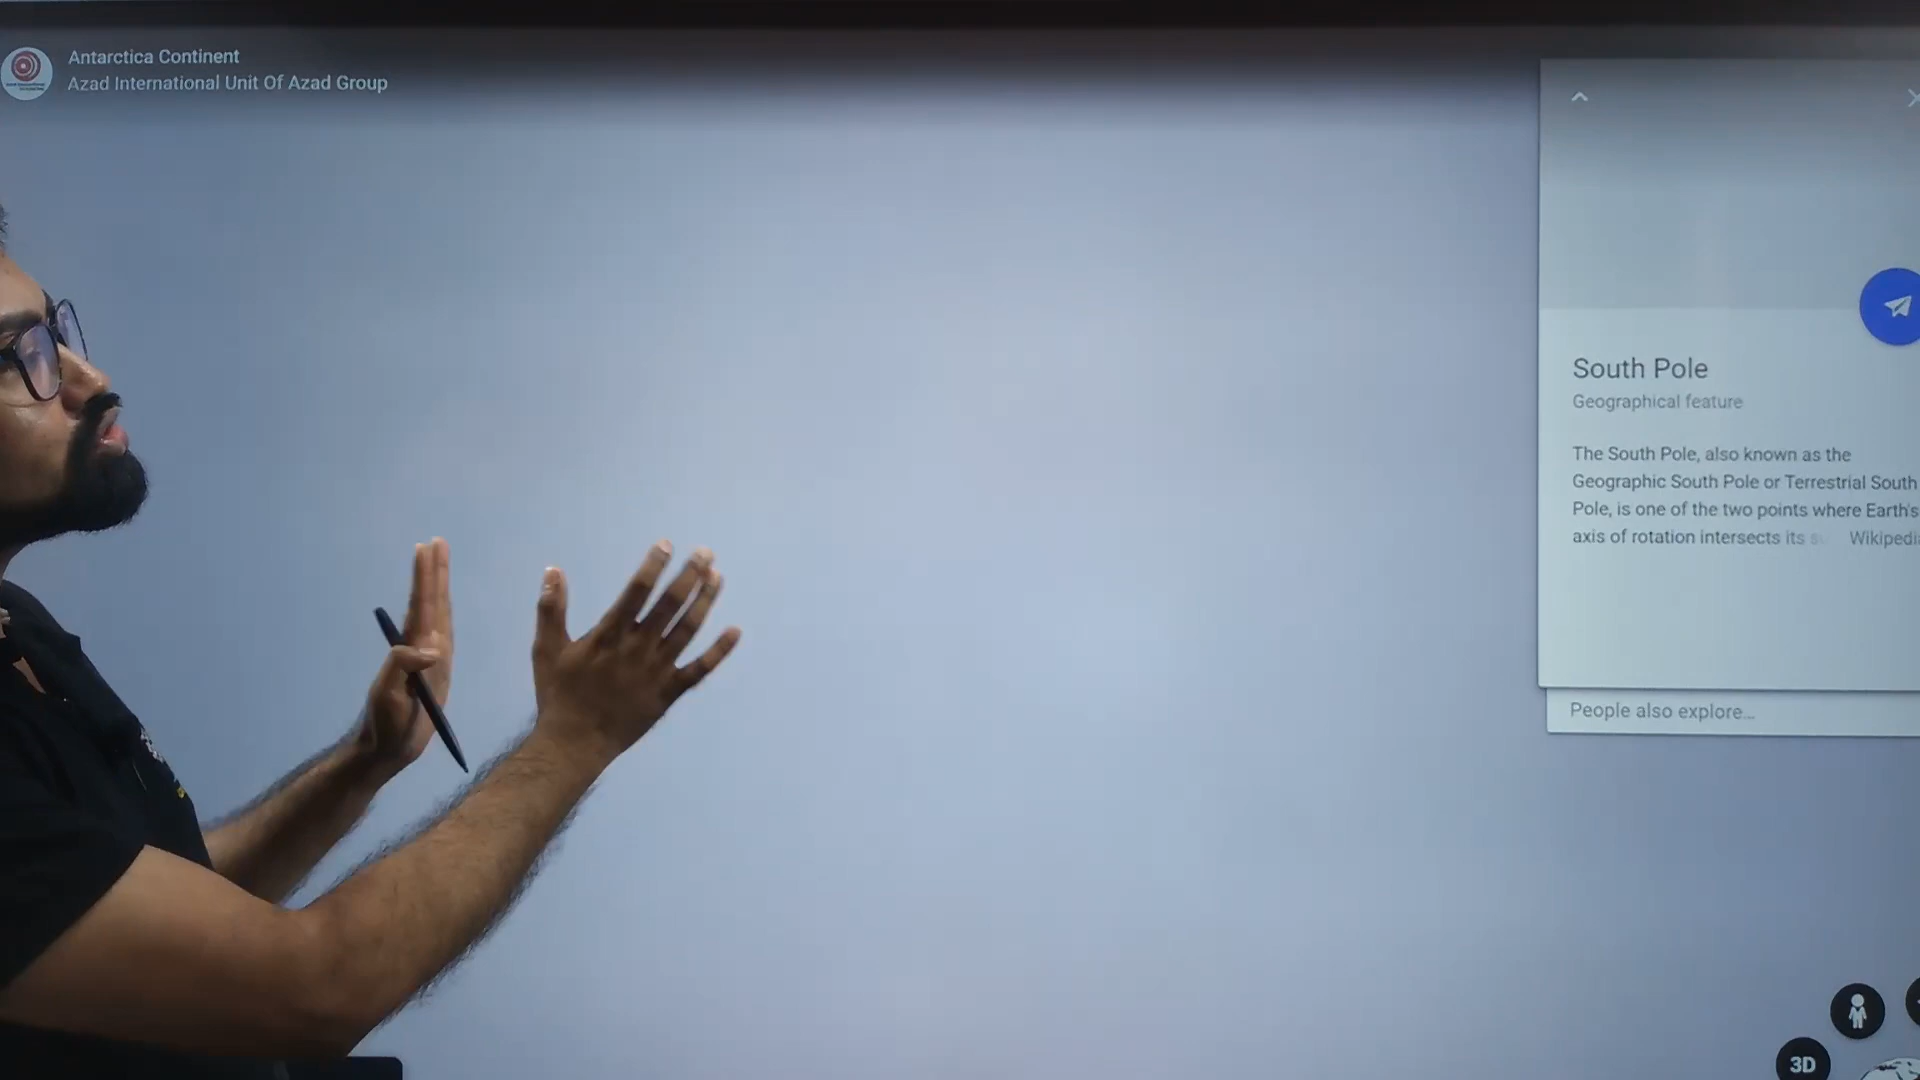 Antarctica Continent
Azad International Unit Of Azad Group
South Pole
Geographical feature
The South Pole, also known as the
Geographic South Pole or Terrestrial South
Pole, is one of the two points where Earth's
axis of rotation intersects its
People also explore...
3D